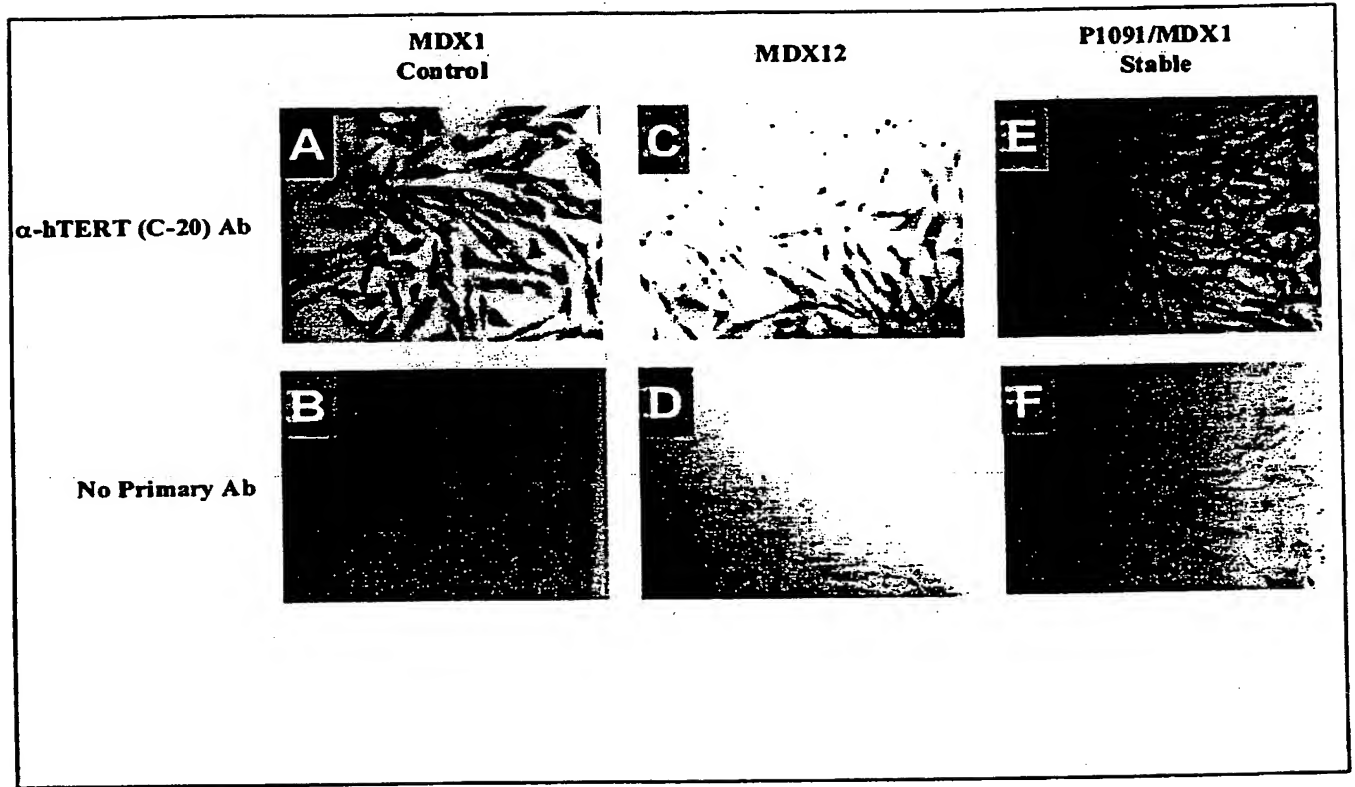 MDX1
Control
MDX12
P1091/MDX1
Stable
α-hTERT (C-20) Ab
A
C
E
No Primary Ab
B
D
F